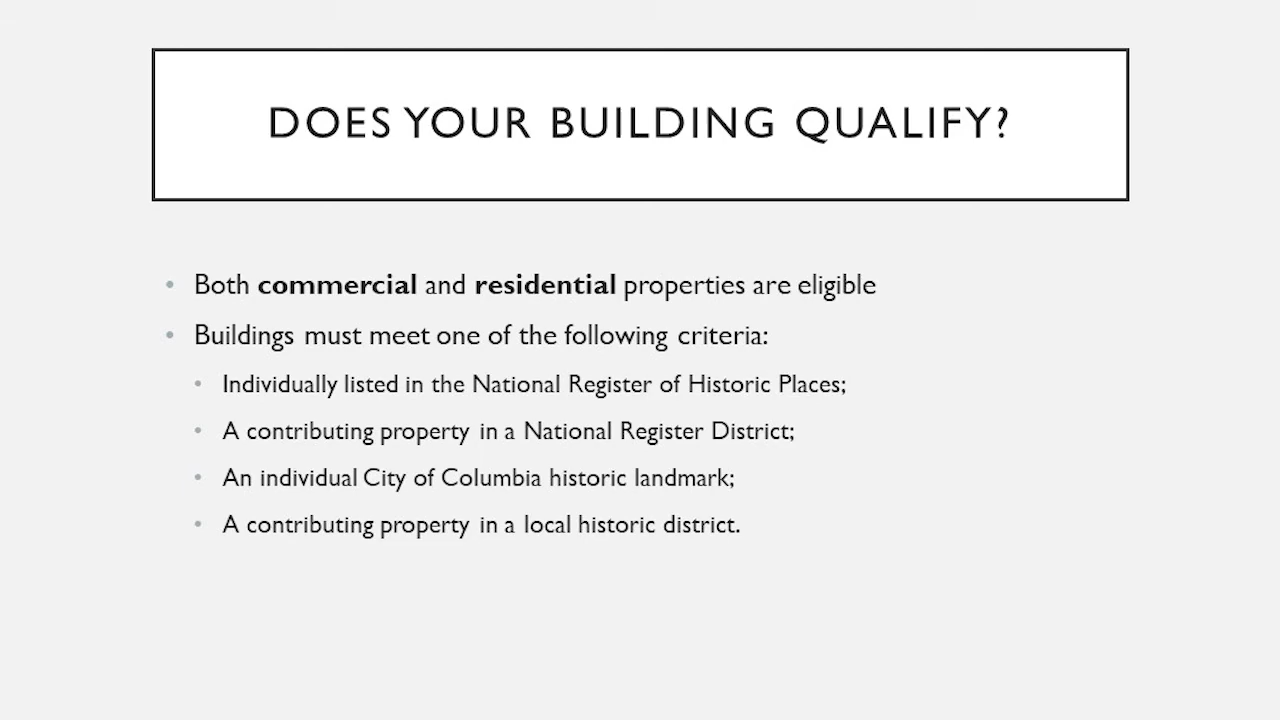 DOES YOUR BUILDING QUALIFY?
• Both commercial and residential properties are eligible
• Buildings must meet one of the following criteria:
• Individually listed in the National Register of Historic Places;
• A contributing property in a National Register District;
• An individual City of Columbia historic landmark;
• A contributing property in a local historic district.